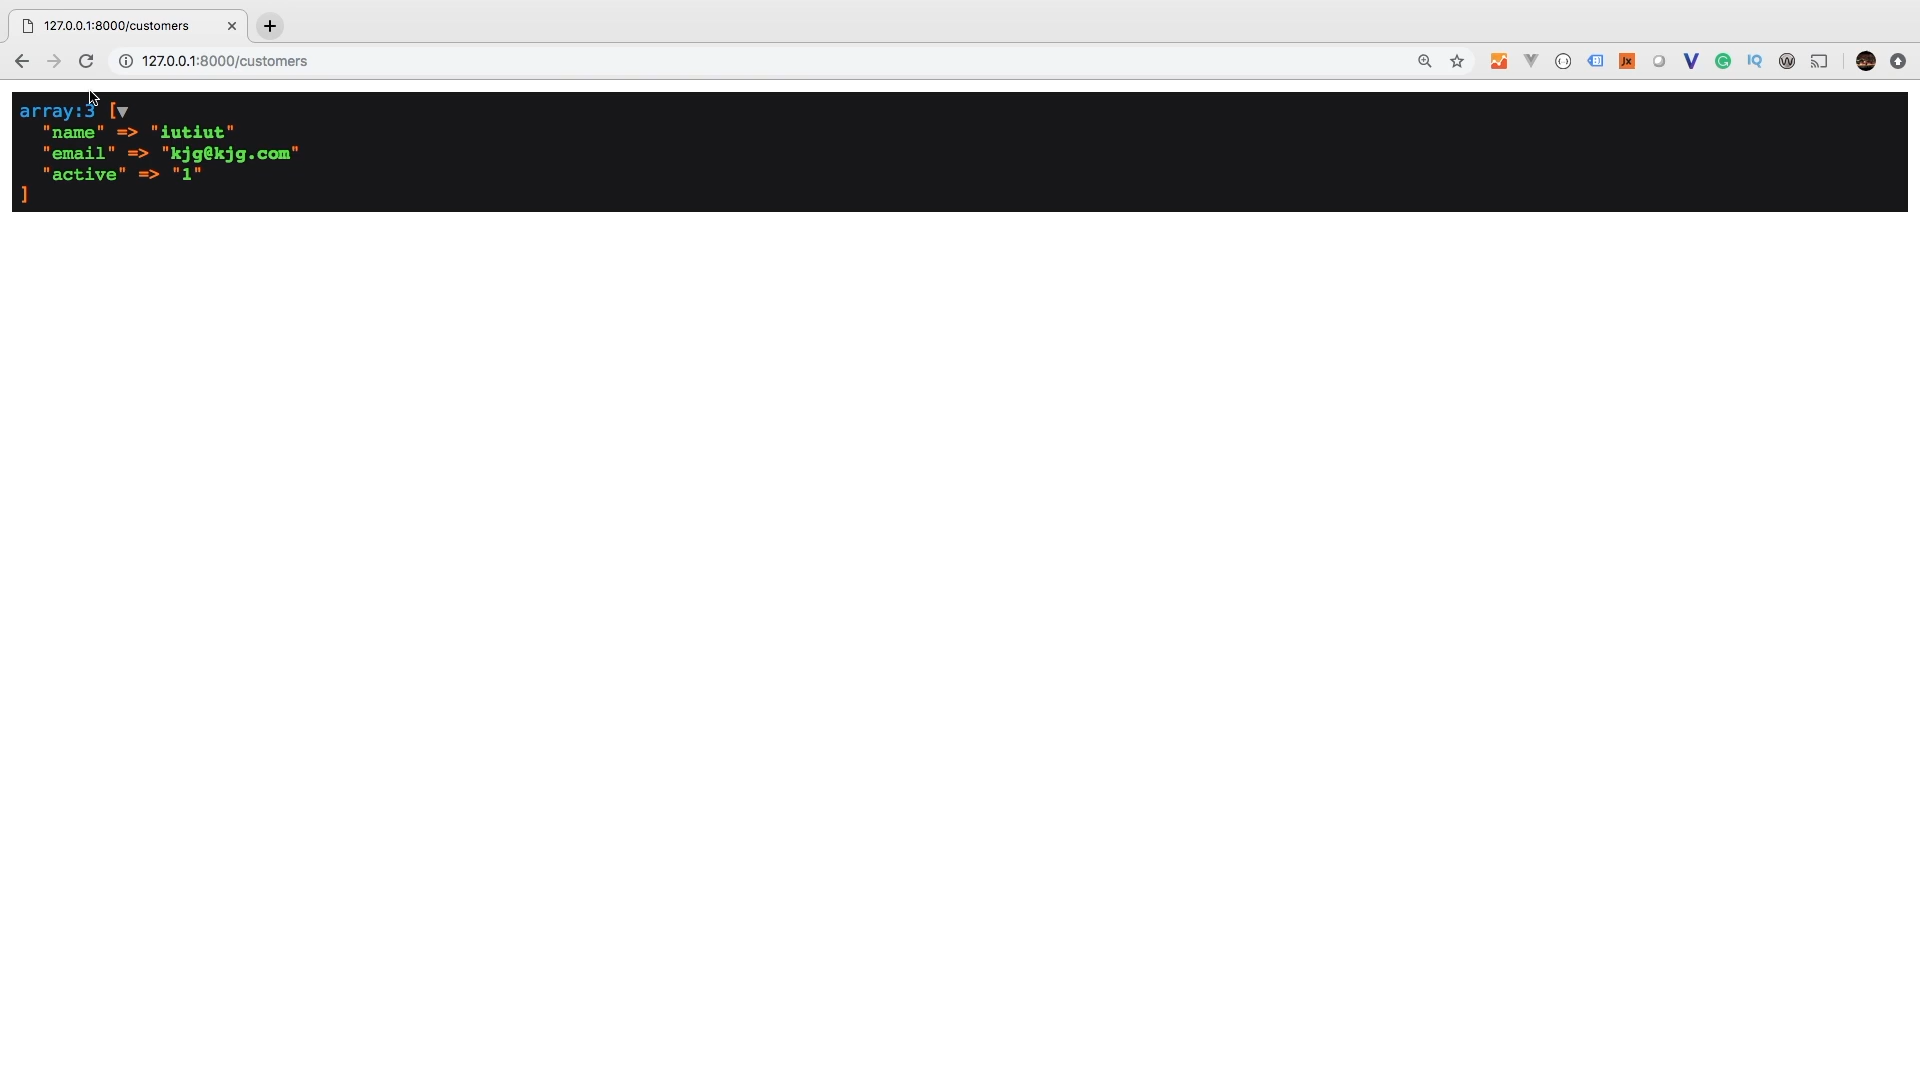 127.0.0.1:8000/customers
127.0.0.1:8000/customers
array:3 [▼
  "name" => "iutiut"
  "email" => "kjg@kjg.com"
  "active" => "1"
]